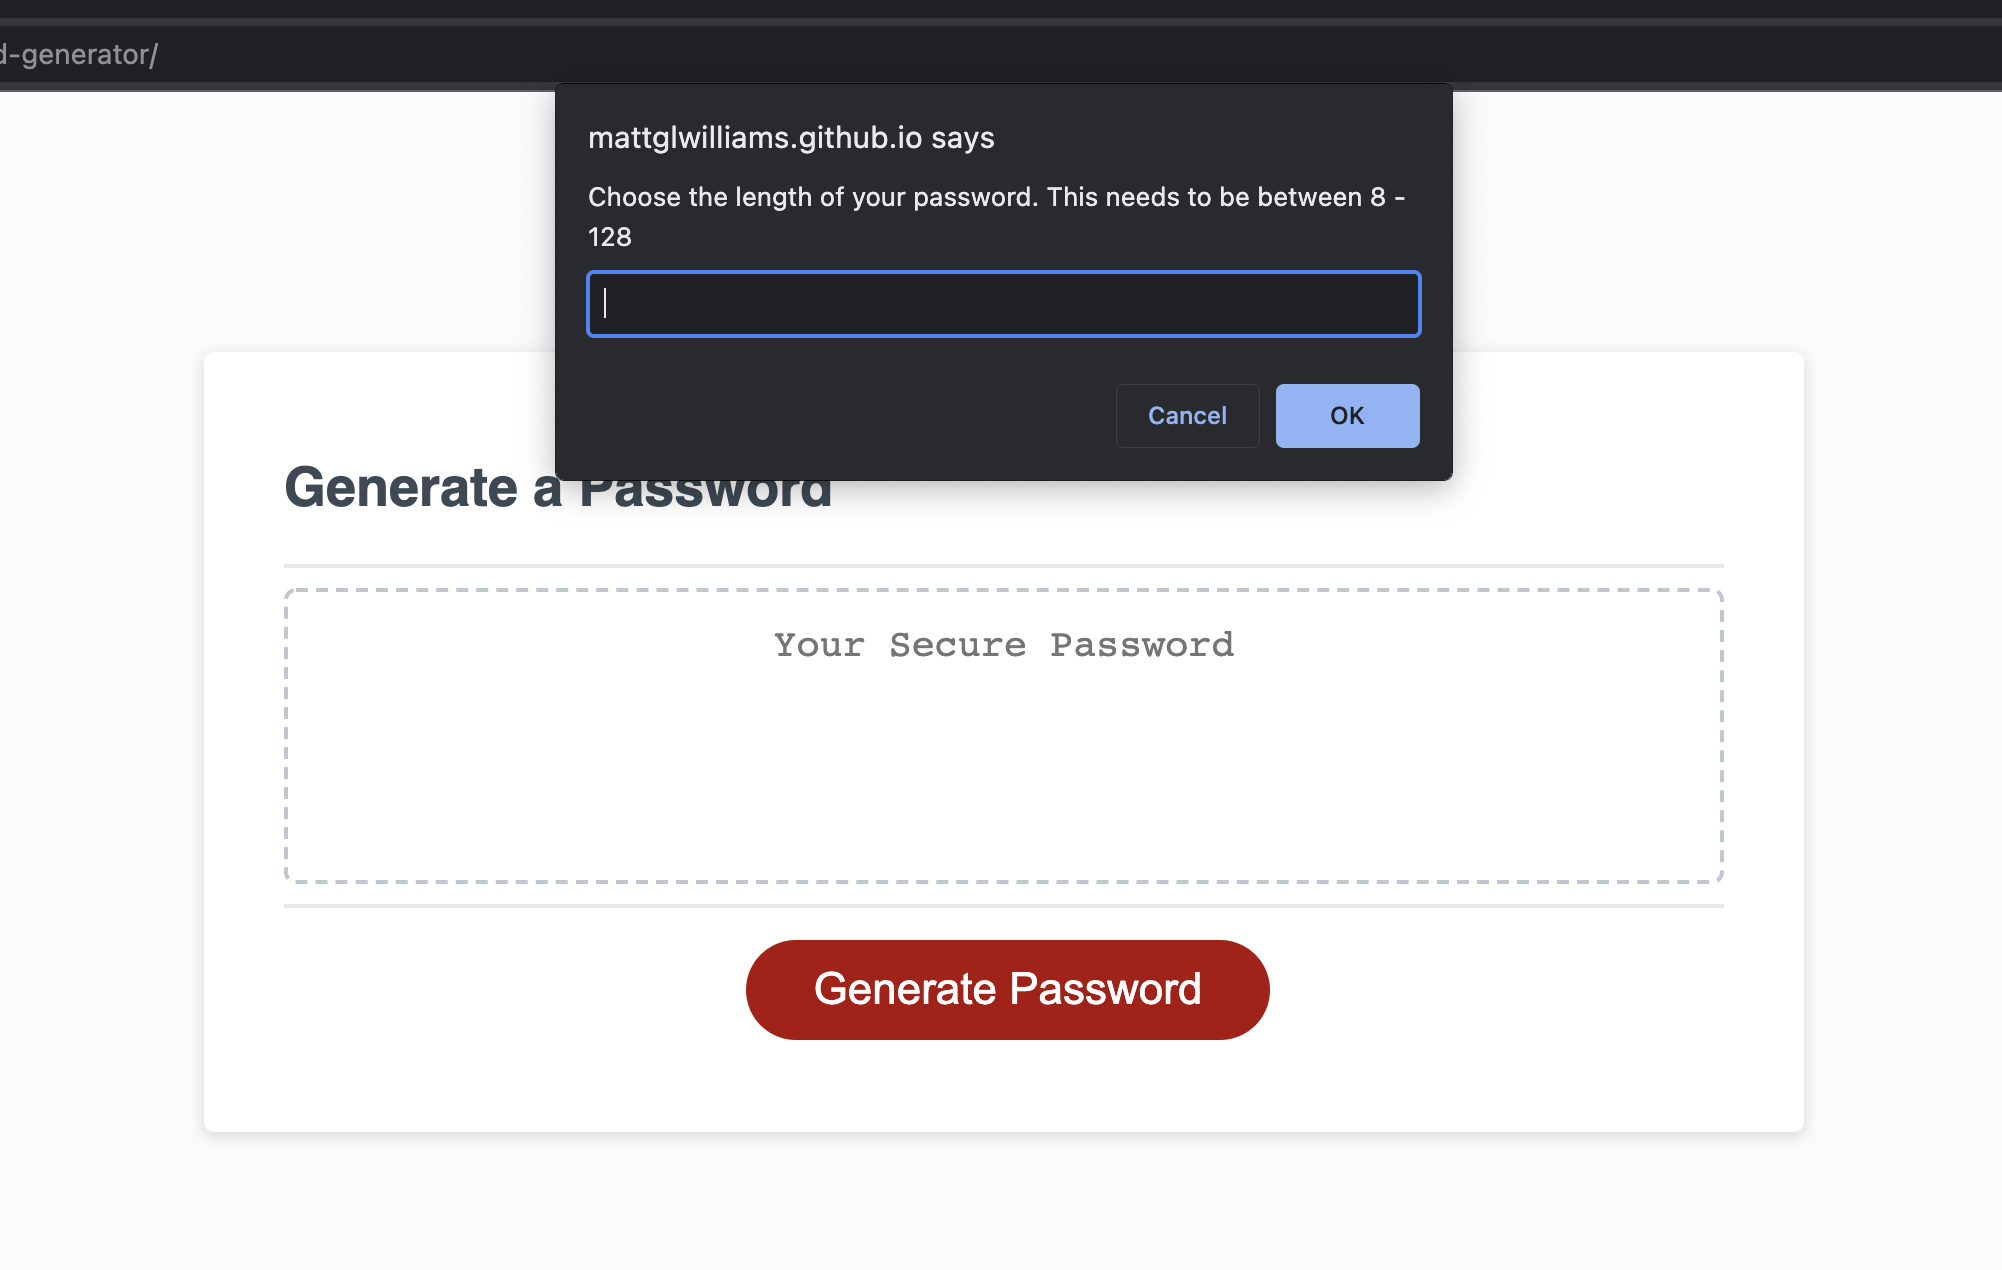 d-generator/
mattglwilliams.github.io says
Choose the length of your password. This needs to be between 8 -
128
Cancel
OK
Generate a Password
Your Secure Password
Generate Password